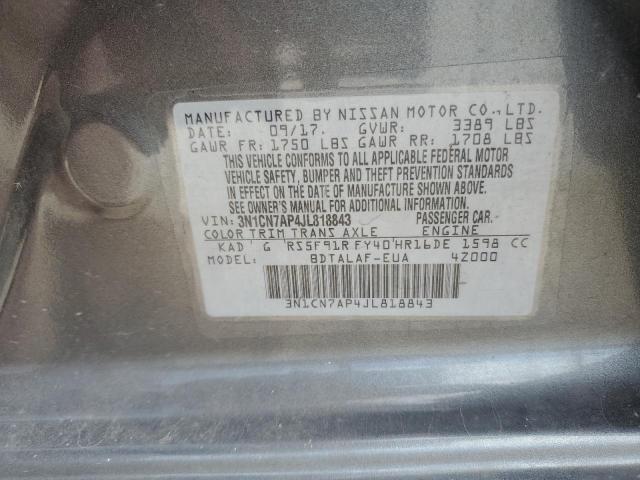 MANUFACTURED BY NISSAN MOTOR CO.,LTD.
DATE: 09/17. GVWR: 3389 LBS
GAWR FR: 1750 LBS GAWR RR: 1708 LBS
THIS VEHICLE CONFORMS TO ALL APPLICABLE FEDERAL MOTOR
VEHICLE SAFETY, BUMPER AND THEFT PREVENTION STANDARDS
IN EFFECT ON THE DATE OF MANUFACTURE SHOWN ABOVE.
SEE OWNER'S MANUAL FOR ADDITIONAL INFORMATION.
VIN: 3N1CN7AP4JL818843 PASSENGER CAR
COLOR TRIM TRANS AXLE ENGINE
KAD G RS5F91R FY40 HR16DE 1598 CC
MODEL: BDTALAF-EUA 4Z000
3N1CN7AP4JL818843